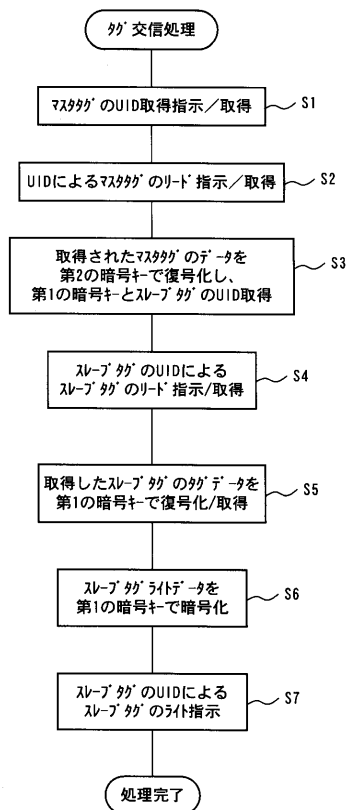 ﾀｸﾞ交信処理
ﾏｽﾀﾀｸﾞのUID取得指示／取得
S1
UIDによるﾏｽﾀﾀｸﾞのﾘｰﾄﾞ指示／取得
S2
取得されたﾏｽﾀﾀｸﾞのﾃﾞｰﾀを
第2の暗号ｷｰで復号化し、
第1の暗号ｷｰとｽﾚｰﾌﾞﾀｸﾞのUID取得
S3
ｽﾚｰﾌﾞﾀｸﾞのUIDによる
ｽﾚｰﾌﾞﾀｸﾞのﾘｰﾄﾞ指示/取得
S4
取得したｽﾚｰﾌﾞﾀｸﾞのﾀｸﾞﾃﾞｰﾀを
第1の暗号ｷｰで復号化/取得
S5
ｽﾚｰﾌﾞﾀｸﾞﾗｲﾄﾃﾞｰﾀを
第1の暗号ｷｰで暗号化
S6
ｽﾚｰﾌﾞﾀｸﾞのUIDによる
ｽﾚｰﾌﾞﾀｸﾞのﾗｲﾄ指示
S7
処理完了